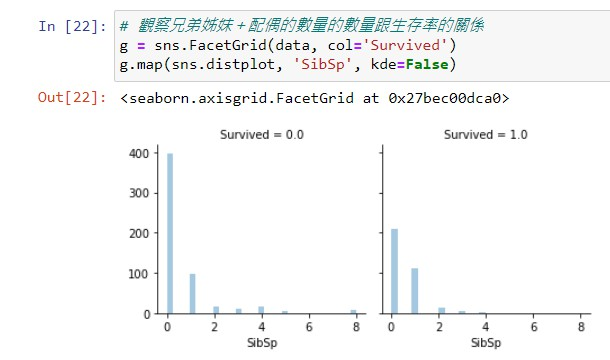 In [22]: # 觀察兄弟姊妹+配偶的數量的數量跟生存率的關係
g = sns.FacetGrid(data, col='Survived')
g.map(sns.distplot, 'SibSp', kde=False)
Out[22]: <seaborn.axisgrid.FacetGrid at 0x27bec00dca0>
Survived = 0.0 Survived = 1.0
400
300
200
100
0
0 2 4 6 8 0 2 4 6 8
SibSp SibSp